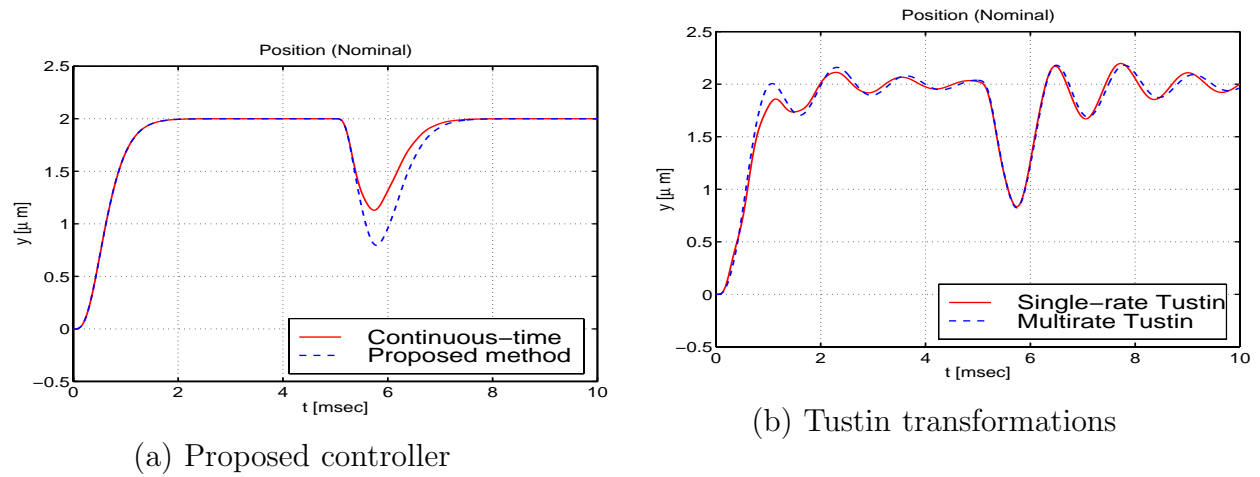 Position (Nominal)
2.5
2
1.5
1
0.5
0
−0.5
y [μ m]
0
2
4
6
8
10
t [msec]
Continuous−time
Proposed method
(a) Proposed controller
Position (Nominal)
2.5
2
1.5
1
0.5
0
−0.5
y [μ m]
0
2
4
6
8
10
t [msec]
Single−rate Tustin
Multirate Tustin
(b) Tustin transformations